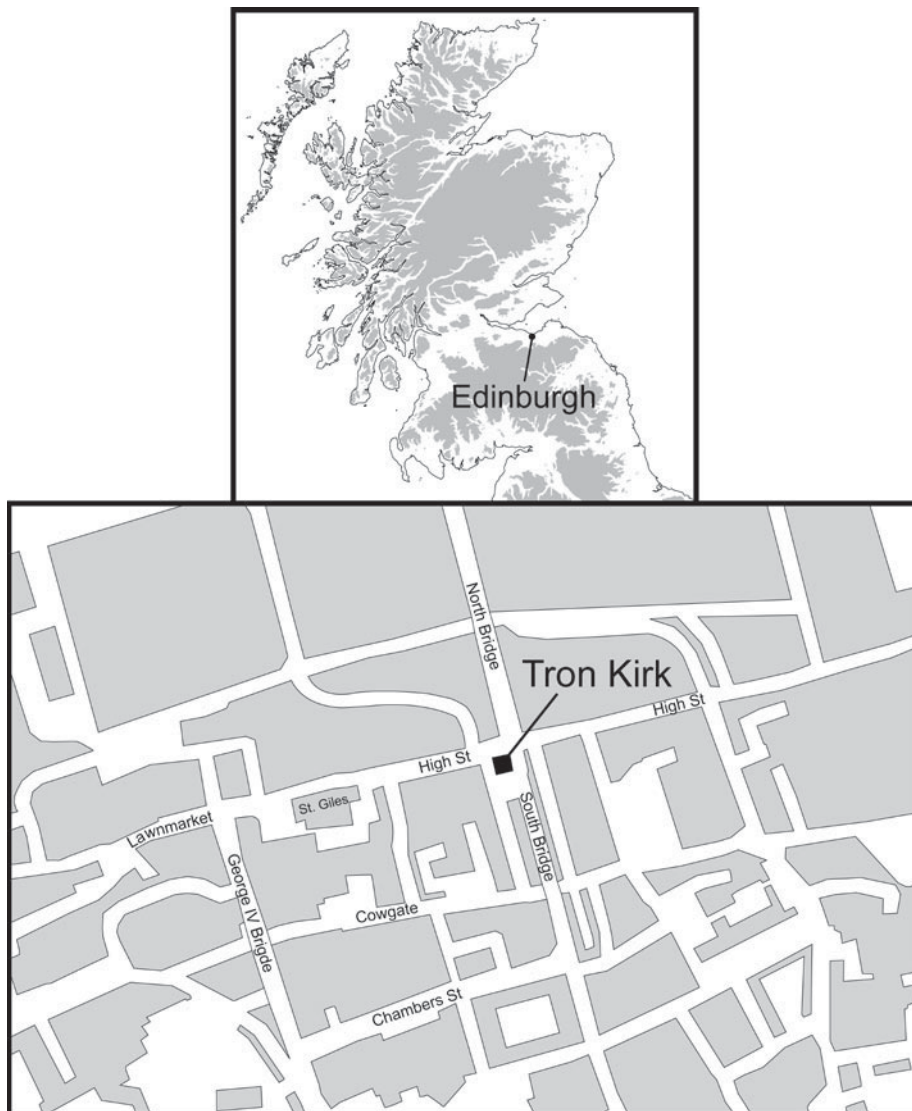 Edinburgh
North Bridge
Tron Kirk
High St
High St
St. Giles
Lawnmarket
South Bridge
George IV Brigde
Cowgate
Chambers St